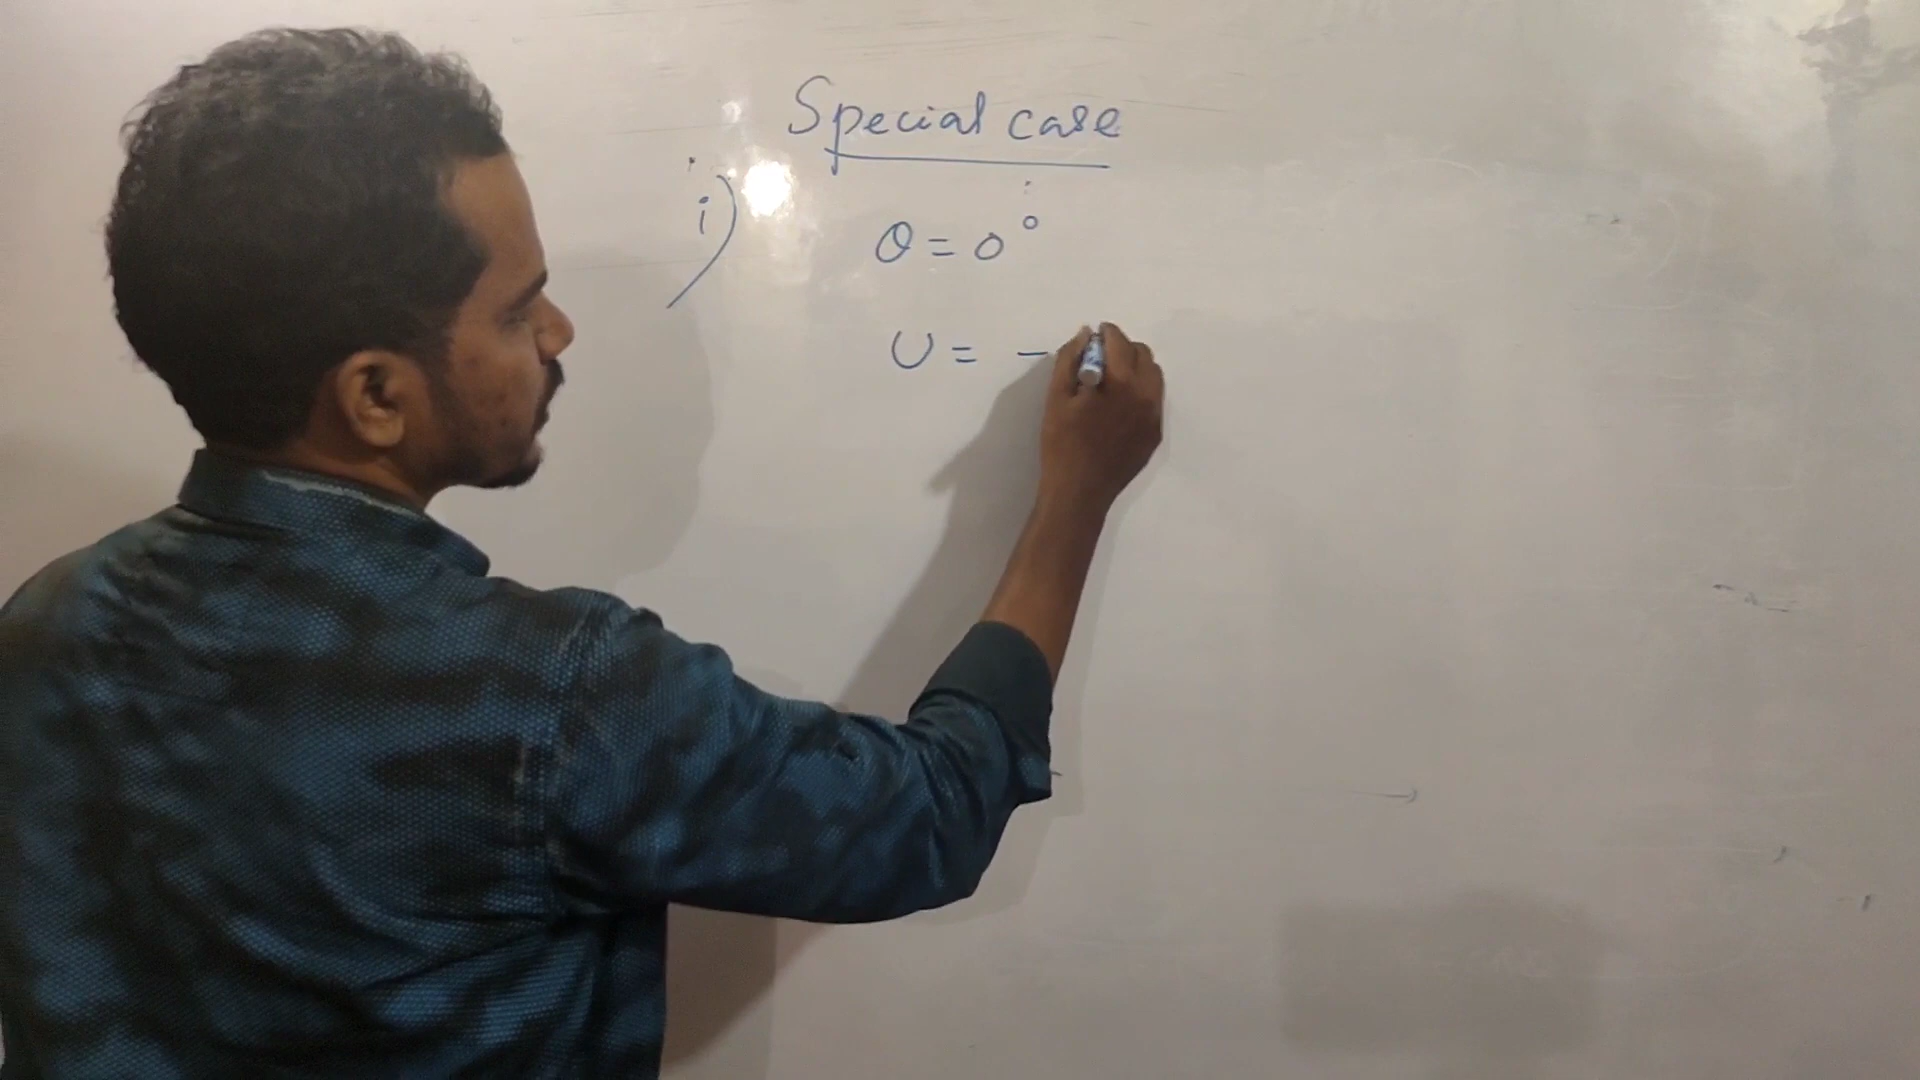 Special case
i) θ = 0°
U = -